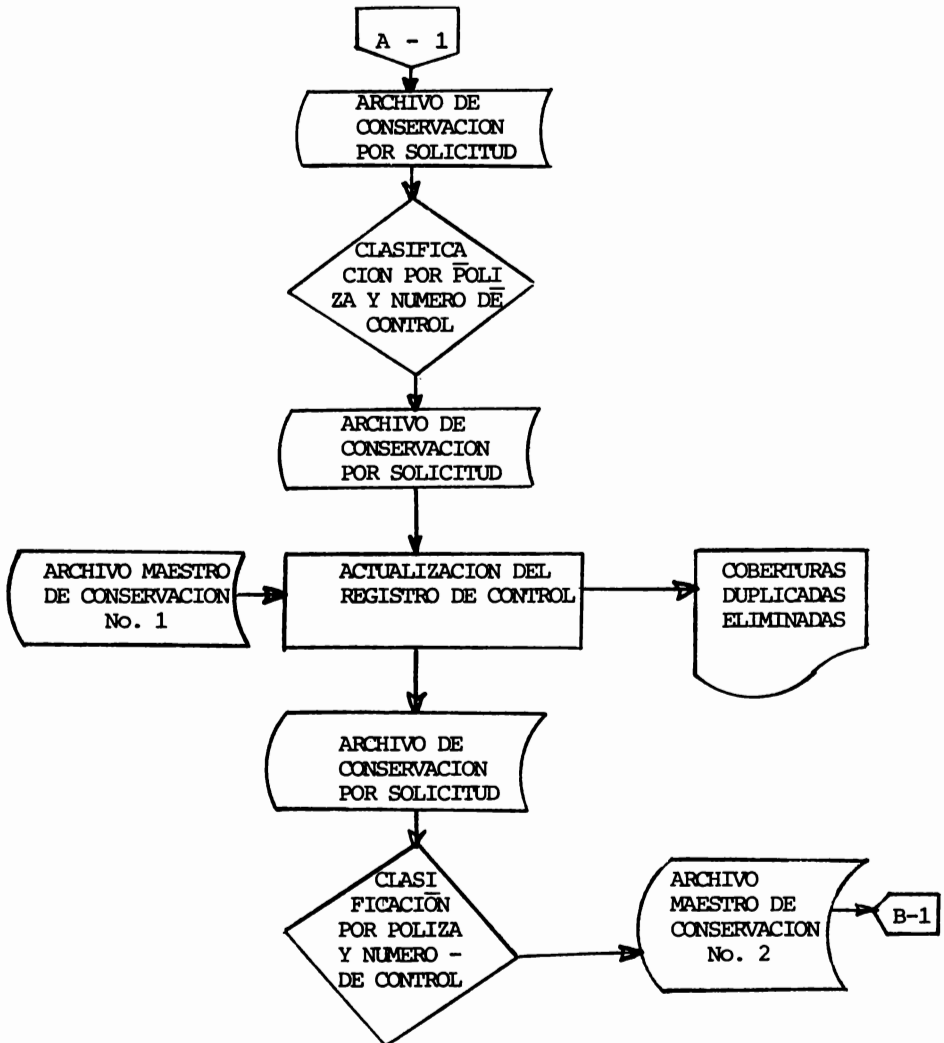 A - 1
ARCHIVO DE
CONSERVACION
POR SOLICITUD
CLASIFICA
CION POR POLI
ZA Y NUMERO DE
CONTROL
ARCHIVO DE
CONSERVACION
POR SOLICITUD
ARCHIVO MAESTRO
DE CONSERVACION
No. 1
ACTUALIZACION DEL
REGISTRO DE CONTROL
COBERTURAS
DUPLICADAS
ELIMINADAS
ARCHIVO DE
CONSERVACION
POR SOLICITUD
CLASI
FICACIÓN
POR POLIZA
Y NUMERO -
DE CONTROL
ARCHIVO
MAESTRO DE
CONSERVACION
No. 2
B-1